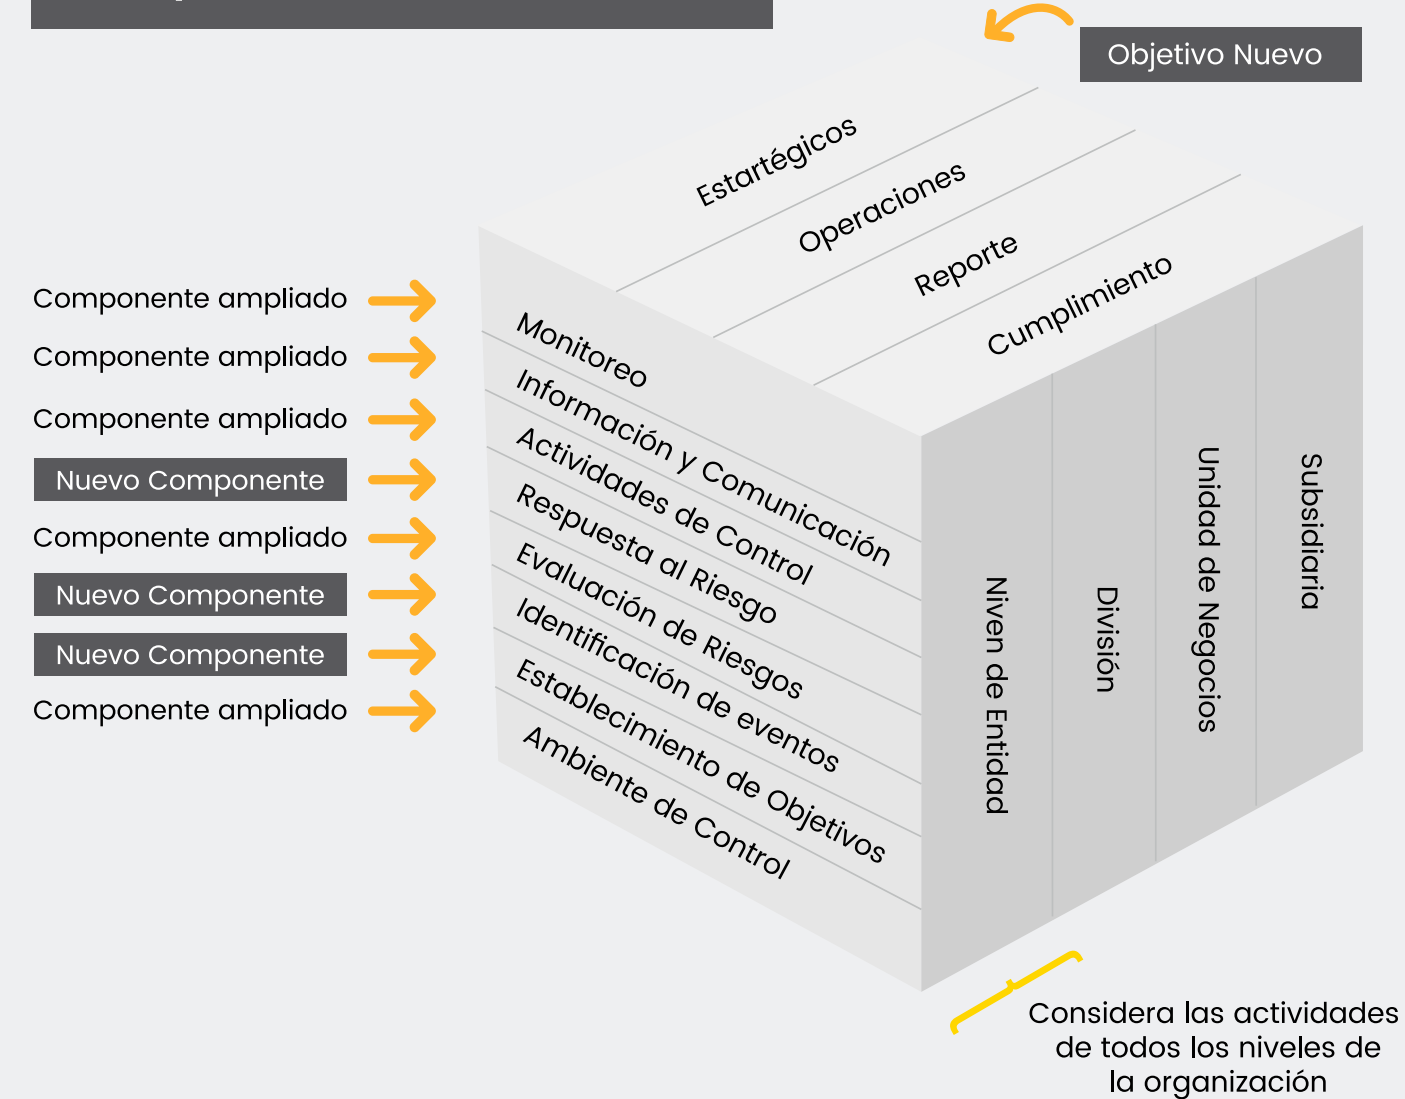 Objetivo Nuevo
Estartégicos
Operaciones
Reporte
Cumplimiento
Componente ampliado
Componente ampliado
Componente ampliado
Nuevo Componente
Componente ampliado
Nuevo Componente
Nuevo Componente
Componente ampliado
Monitoreo
Información y Comunicación
Actividades de Control
Respuesta al Riesgo
Evaluación de Riesgos
Identificación de eventos
Establecimiento de Objetivos
Ambiente de Control
Niven de Entidad
División
Unidad de Negocios
Subsidiaria
Considera las actividades
de todos los niveles de
la organización